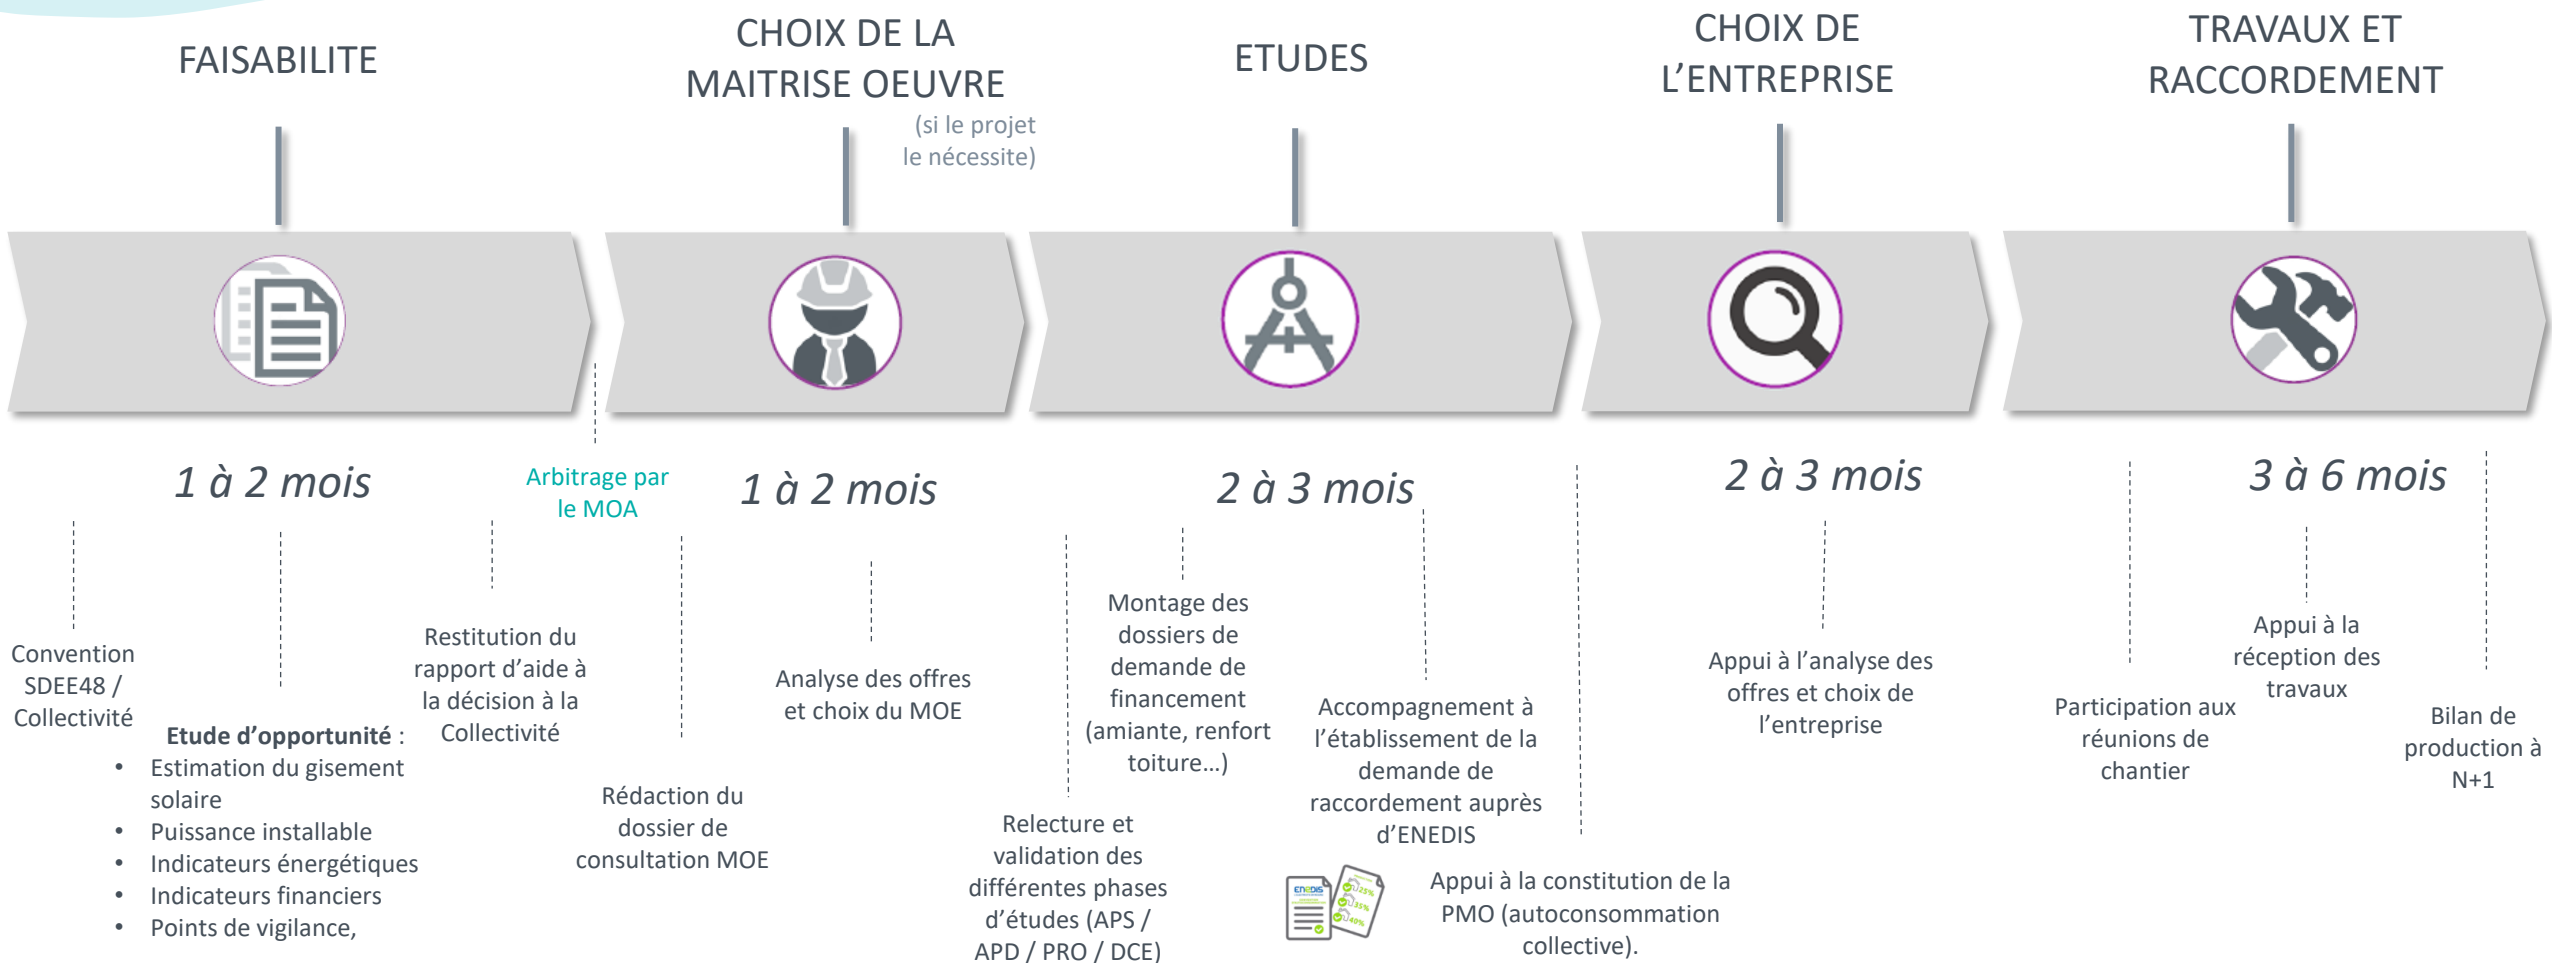 FAISABILITE
CHOIX DE LA
MAITRISE OEUVRE
(si le projet
le nécessite)
ETUDES
CHOIX DE
L’ENTREPRISE
TRAVAUX ET
RACCORDEMENT
1 à 2 mois
Arbitrage par
le MOA
1 à 2 mois
2 à 3 mois
2 à 3 mois
3 à 6 mois
Convention
SDEE48 /
Collectivité
Etude d’opportunité :
• Estimation du gisement
solaire
• Puissance installable
• Indicateurs énergétiques
• Indicateurs financiers
• Points de vigilance,
Restitution du
rapport d’aide à
la décision à la
Collectivité
Rédaction du
dossier de
consultation MOE
Analyse des offres
et choix du MOE
Relecture et
validation des
différentes phases
d’études (APS /
APD / PRO / DCE)
Montage des
dossiers de
demande de
financement
(amiante, renfort
toiture…)
Accompagnement à
l’établissement de la
demande de
raccordement auprès
d’ENEDIS
ENEDIS
25%
35%
40%
Appui à la constitution de la
PMO (autoconsommation
collective).
Appui à l’analyse des
offres et choix de
l’entreprise
Participation aux
réunions de
chantier
Appui à la
réception des
travaux
Bilan de
production à
N+1